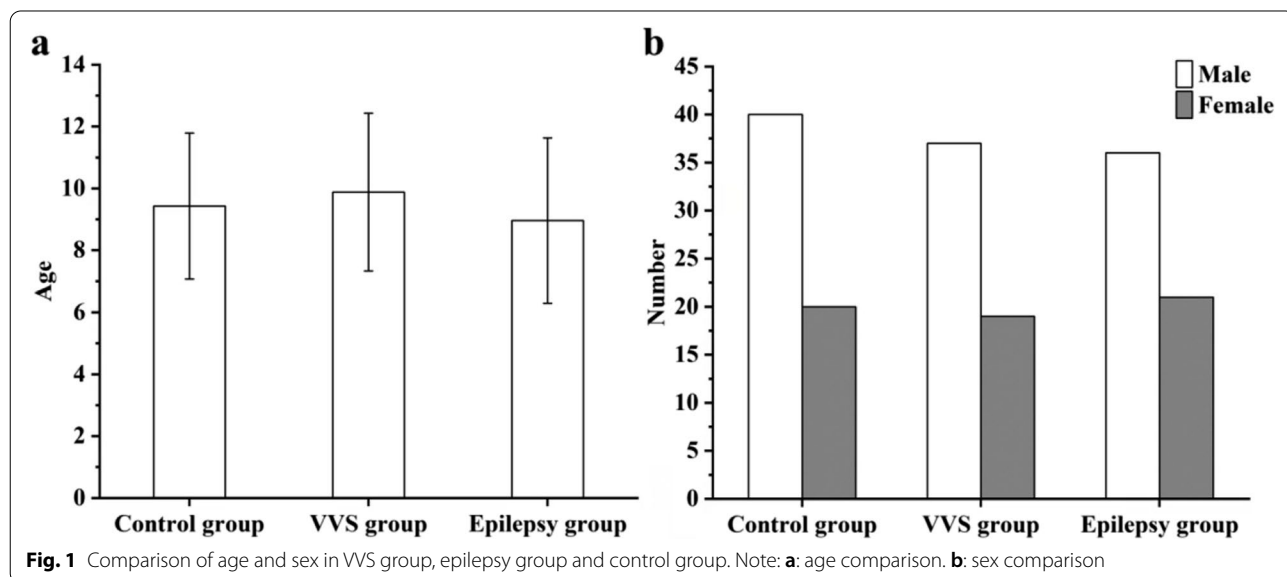 a
14
12
10
8
6
4
2
0
Age
Control group
VVS group
Epilepsy group
b
45
40
35
30
25
20
15
10
5
0
Number
Male
Female
Control group
VVS group
Epilepsy group
Fig. 1 Comparison of age and sex in VVS group, epilepsy group and control group. Note: a: age comparison. b: sex comparison